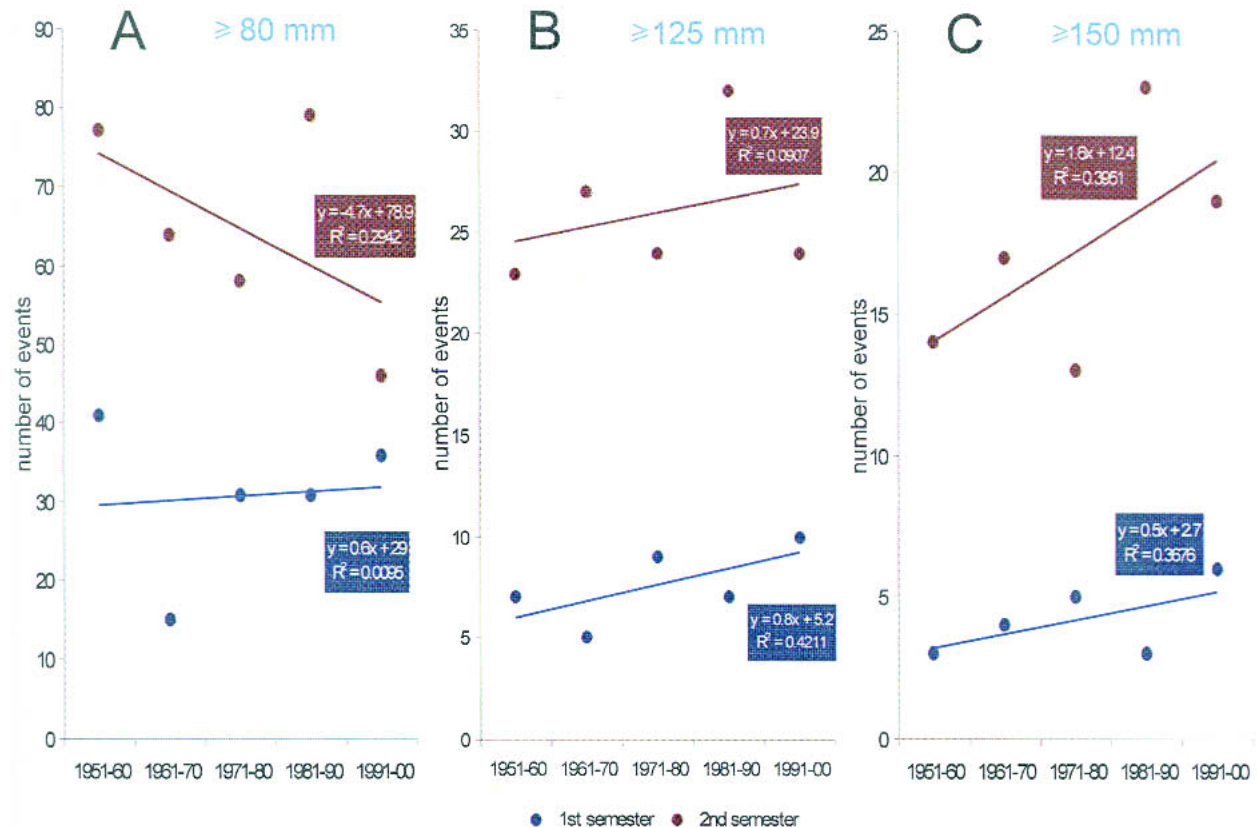 A
≥ 80 mm
90
80
70
60
50
40
30
20
10
0
number of events
y = -4.7x + 78.9
R² = 0.2942
y = 0.6x + 29
R² = 0.0095
1951-60 1961-70 1971-80 1981-90 1991-00
B
≥125 mm
35
30
25
20
15
10
5
0
number of events
y = 0.7x + 23.9
R² = 0.0907
y = 0.8x + 5.2
R² = 0.4211
1951-60 1961-70 1971-80 1981-90 1991-00
C
≥150 mm
25
20
15
10
5
0
number of events
y = 1.6x + 12.4
R² = 0.3951
y = 0.5x + 2.7
R² = 0.3676
1951-60 1961-70 1971-80 1981-90 1991-00
1st semester 2nd semester